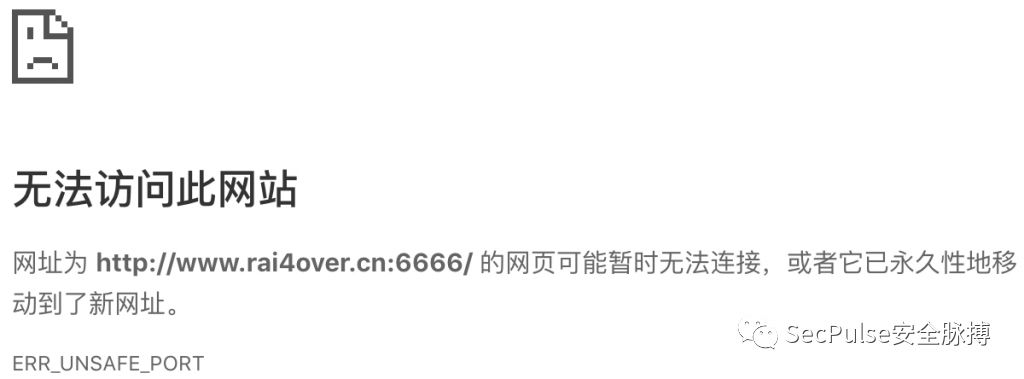 无法访问此网站
网址为 http://www.rai4over.cn:6666/ 的网页可能暂时无法连接，或者它已永久性地移
动到了新网址。
SecPulse安全脉搏
ERR_UNSAFE_PORT